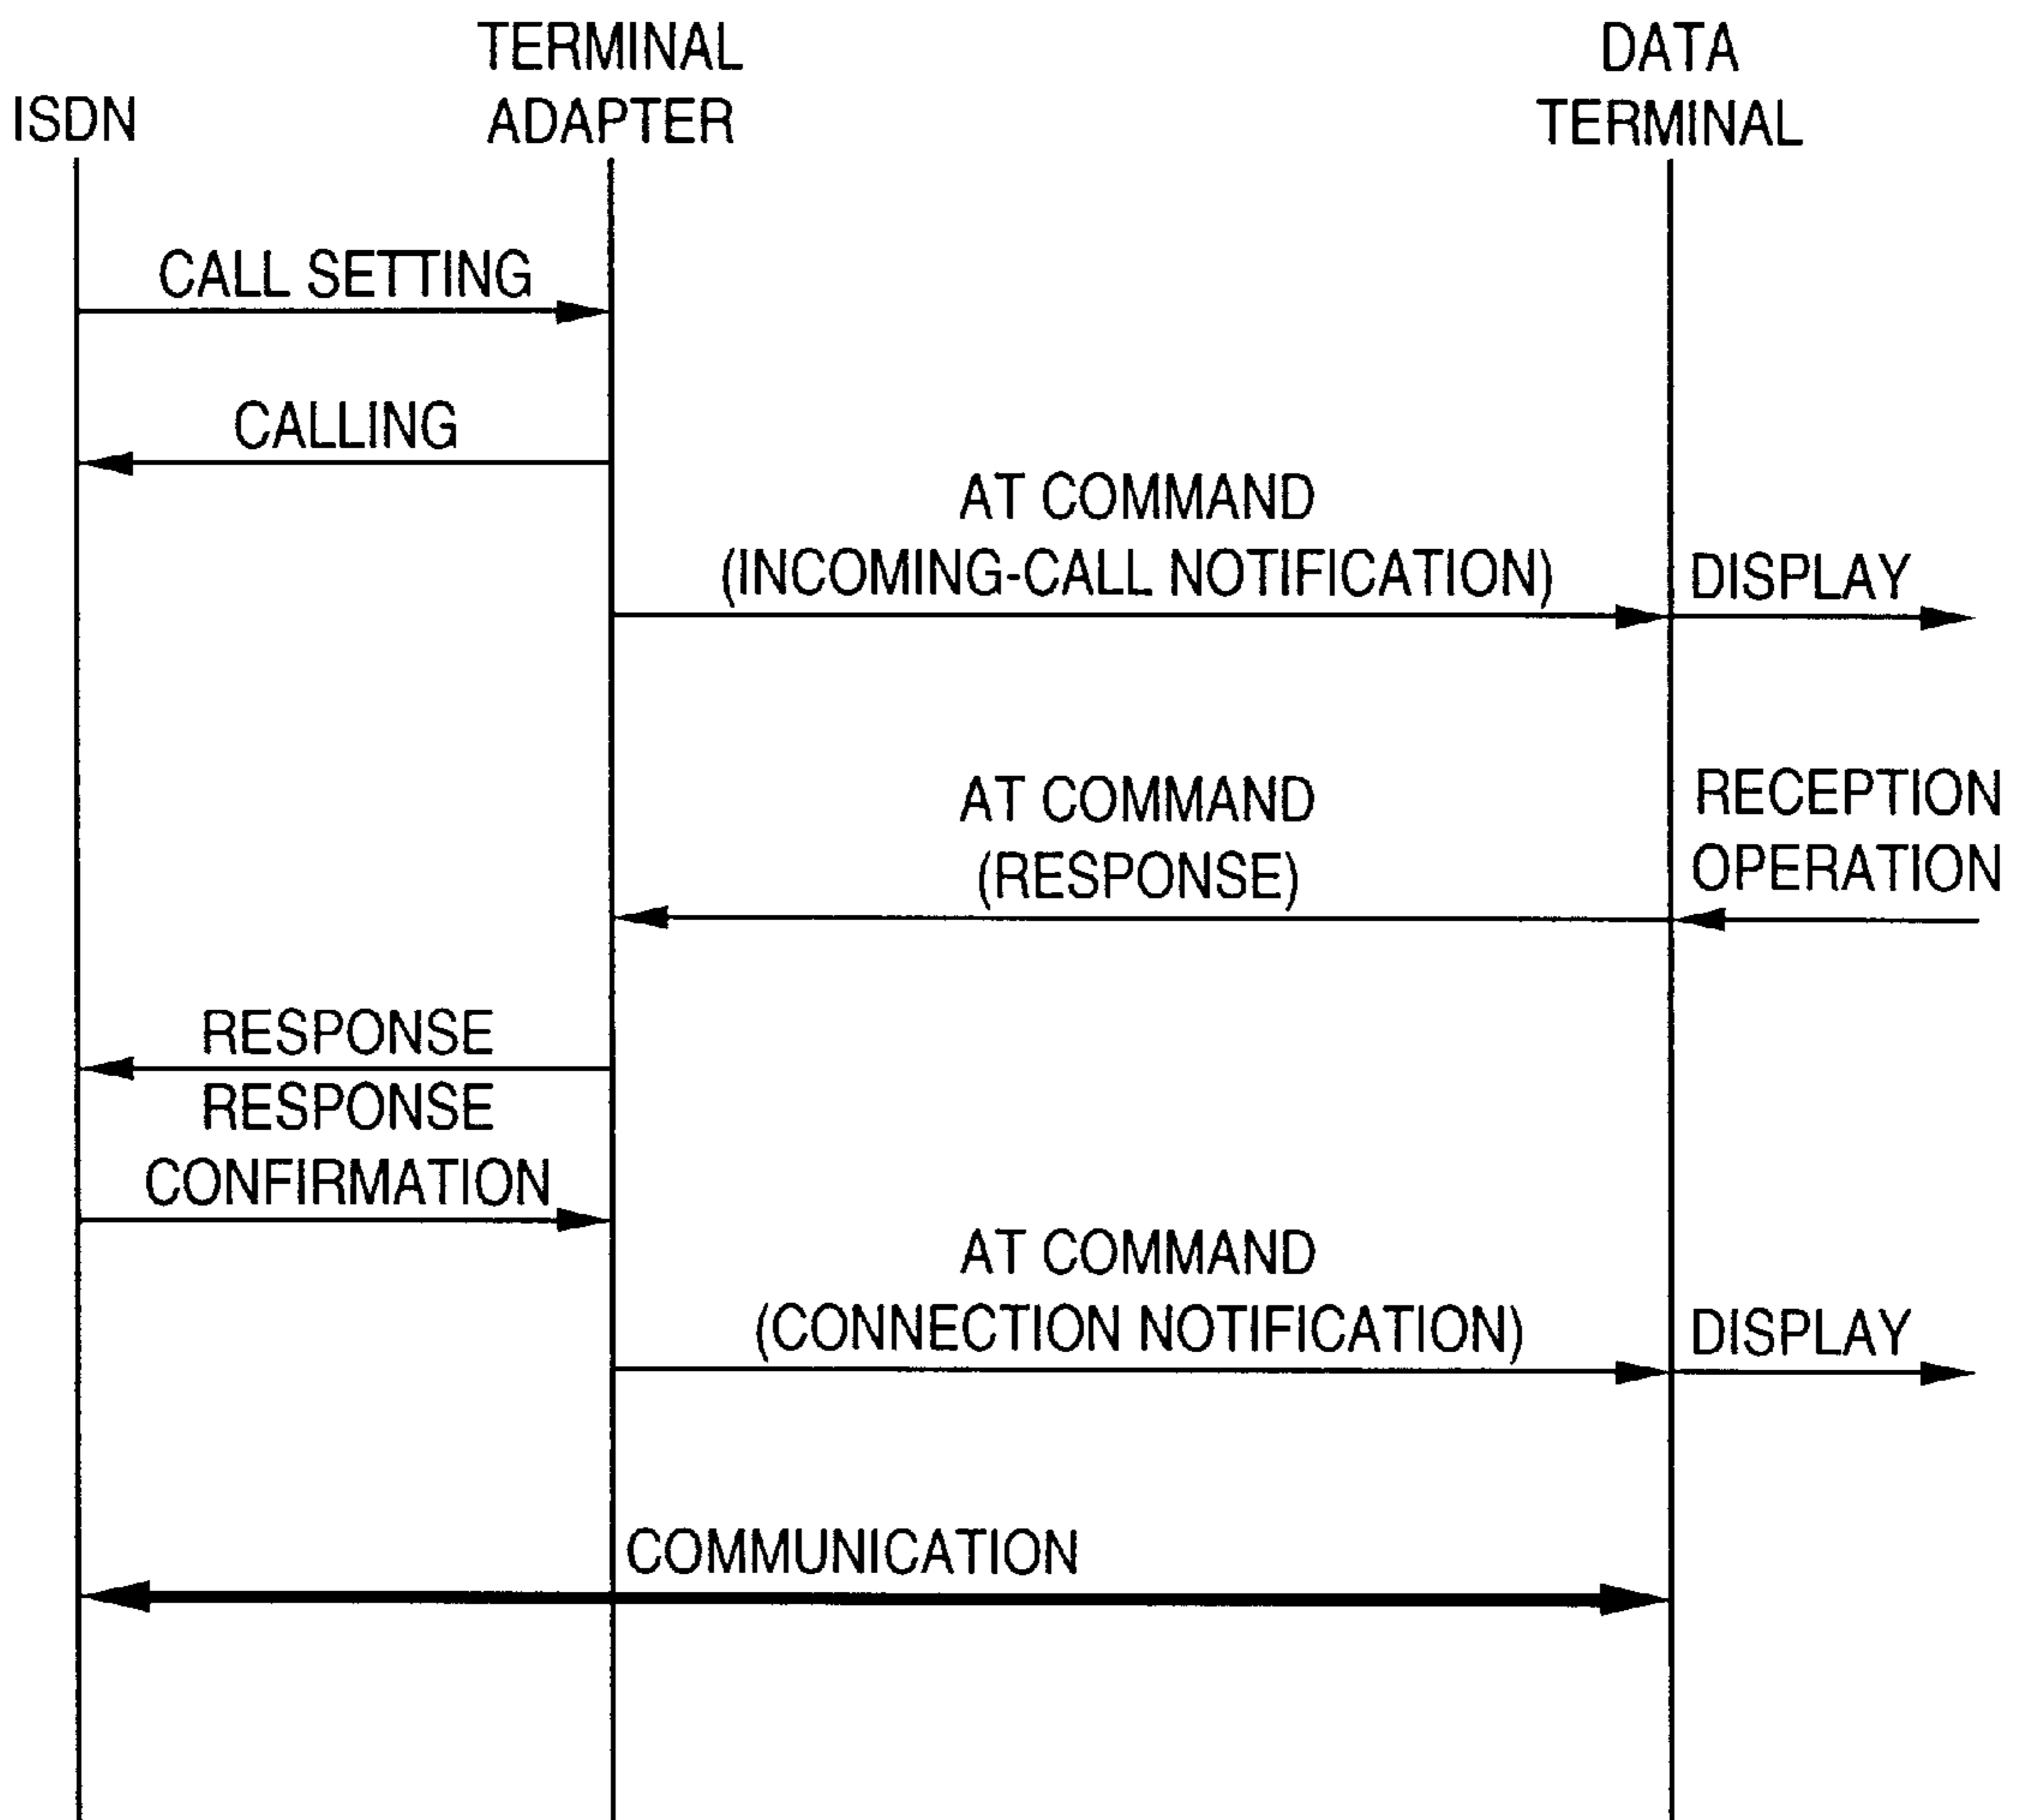 TERMINAL
DATA
ISDN
ADAPTER
TERMINAL
CALL SETTING
CALLING
AT COMMAND
(INCOMING-CALL NOTIFICATION)
DISPLAY
AT COMMAND
RECEPTION
(RESPONSE)
OPERATION
RESPONSE
RESPONSE
CONFIRMATION
AT COMMAND
(CONNECTION NOTIFICATION)
DISPLAY
COMMUNICATION